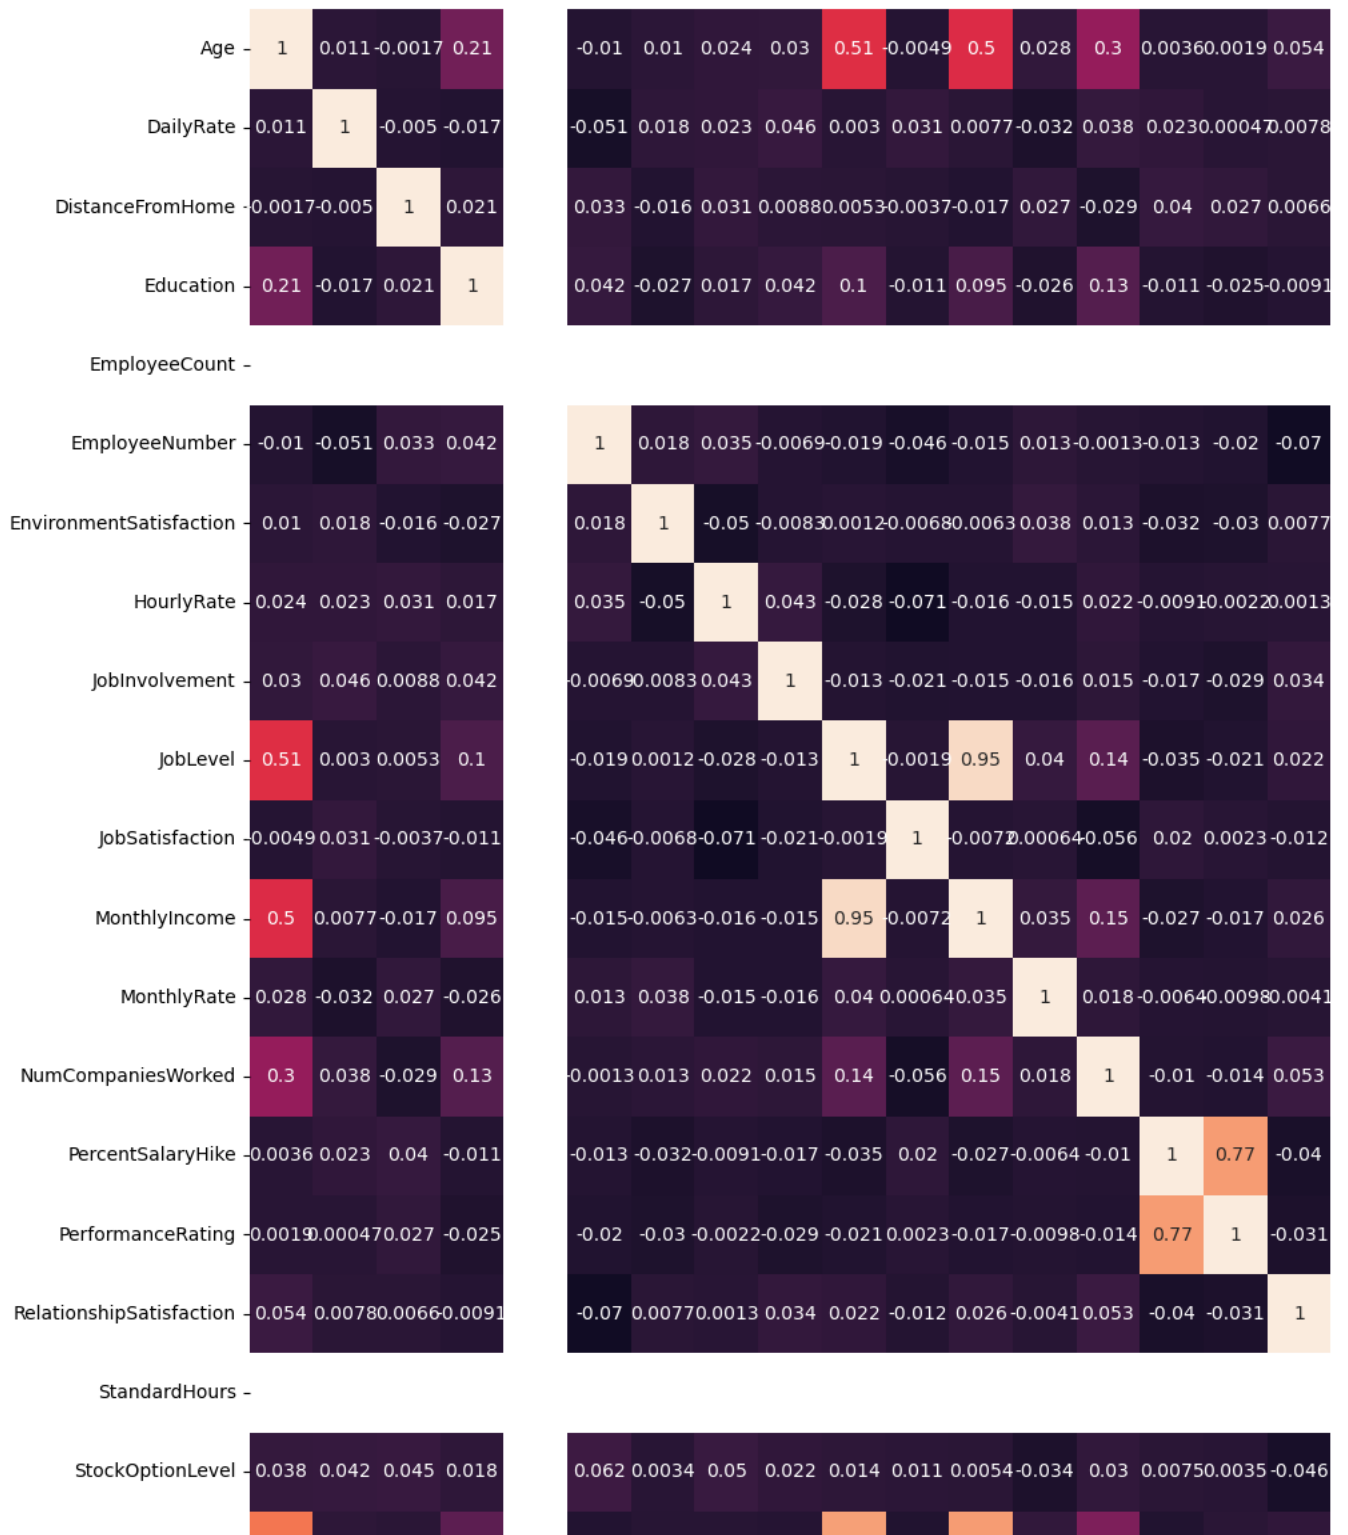 Age 1 0.011 -0.0017 0.21 -0.01 0.01 0.024 0.03 0.51 -0.0049 0.5 0.028 0.3 0.0036 0.0019 0.054
DailyRate 0.011 1 -0.005 -0.017 -0.051 0.018 0.023 0.046 0.003 0.031 0.0077 -0.032 0.038 0.023 0.00047 0.0078
DistanceFromHome -0.0017 -0.005 1 0.021 0.033 -0.016 0.031 0.0088 0.0053 -0.0037 -0.017 0.027 -0.029 0.04 0.027 0.0066
Education 0.21 -0.017 0.021 1 0.042 -0.027 0.017 0.042 0.1 -0.011 0.095 -0.026 0.13 -0.011 -0.025 -0.0091
EmployeeCount
EmployeeNumber -0.01 -0.051 0.033 0.042 1 0.018 0.035 -0.0069 -0.019 -0.046 -0.015 0.013 -0.0013 -0.013 -0.02 -0.07
EnvironmentSatisfaction 0.01 0.018 -0.016 -0.027 0.018 1 -0.05 -0.0083 0.0012 -0.0068 -0.0063 0.038 0.013 -0.032 -0.03 0.0077
HourlyRate 0.024 0.023 0.031 0.017 0.035 -0.05 1 0.043 -0.028 -0.071 -0.016 -0.015 0.022 -0.0091 -0.0022 0.0013
JobInvolvement 0.03 0.046 0.0088 0.042 -0.0069 -0.0083 0.043 1 -0.013 -0.021 -0.015 -0.016 0.015 -0.017 -0.029 0.034
JobLevel 0.51 0.003 0.0053 0.1 -0.019 0.0012 -0.028 -0.013 1 -0.0019 0.95 0.04 0.14 -0.035 -0.021 0.022
JobSatisfaction -0.0049 0.031 -0.0037 -0.011 -0.046 -0.0068 -0.071 -0.021 -0.0019 1 -0.0072 0.00064 -0.056 0.02 0.0023 -0.012
MonthlyIncome 0.5 0.0077 -0.017 0.095 -0.015 -0.0063 -0.016 -0.015 0.95 -0.0072 1 0.035 0.15 -0.027 -0.017 0.026
MonthlyRate 0.028 -0.032 0.027 -0.026 0.013 0.038 -0.015 -0.016 0.04 0.00064 0.035 1 0.018 -0.0064 -0.0098 -0.0041
NumCompaniesWorked 0.3 0.038 -0.029 0.13 -0.0013 0.013 0.022 0.015 0.14 -0.056 0.15 0.018 1 -0.01 -0.014 0.053
PercentSalaryHike 0.0036 0.023 0.04 -0.011 -0.013 -0.032 -0.0091 -0.017 -0.035 0.02 -0.027 -0.0064 -0.01 1 0.77 -0.04
PerformanceRating 0.0019 0.00047 0.027 -0.025 -0.02 -0.03 -0.0022 -0.029 -0.021 0.0023 -0.017 -0.0098 -0.014 0.77 1 -0.031
RelationshipSatisfaction 0.054 0.0078 0.0066 -0.0091 -0.07 0.0077 0.0013 0.034 0.022 -0.012 0.026 -0.0041 0.053 -0.04 -0.031 1
StandardHours
StockOptionLevel 0.038 0.042 0.045 0.018 0.062 0.0034 0.05 0.022 0.014 0.011 0.0054 -0.034 0.03 0.0075 0.0035 -0.046